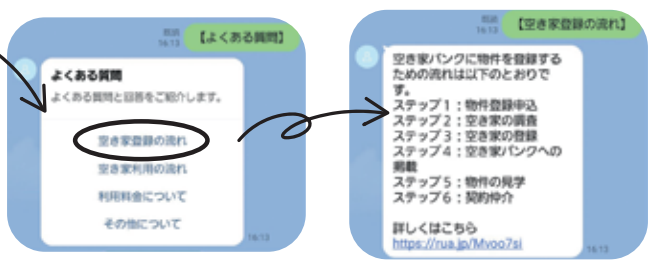 既読
16:13
【よくある質問】
よくある質問
よくある質問と回答をご紹介します。
空き家登録の流れ
空き家利用の流れ
利用料金について
その他について
16:13
既読
16:13
【空き家登録の流れ】
空き家バンクに物件を登録する
ための流れは以下のとおりで
す。
ステップ1：物件登録申込
ステップ2：空き家の調査
ステップ3：空き家の登録
ステップ4：空き家バンクへの
掲載
ステップ5：物件の見学
ステップ6：契約仲介
詳しくはこちら
https://rua.jp/Mvoo7si
16:13